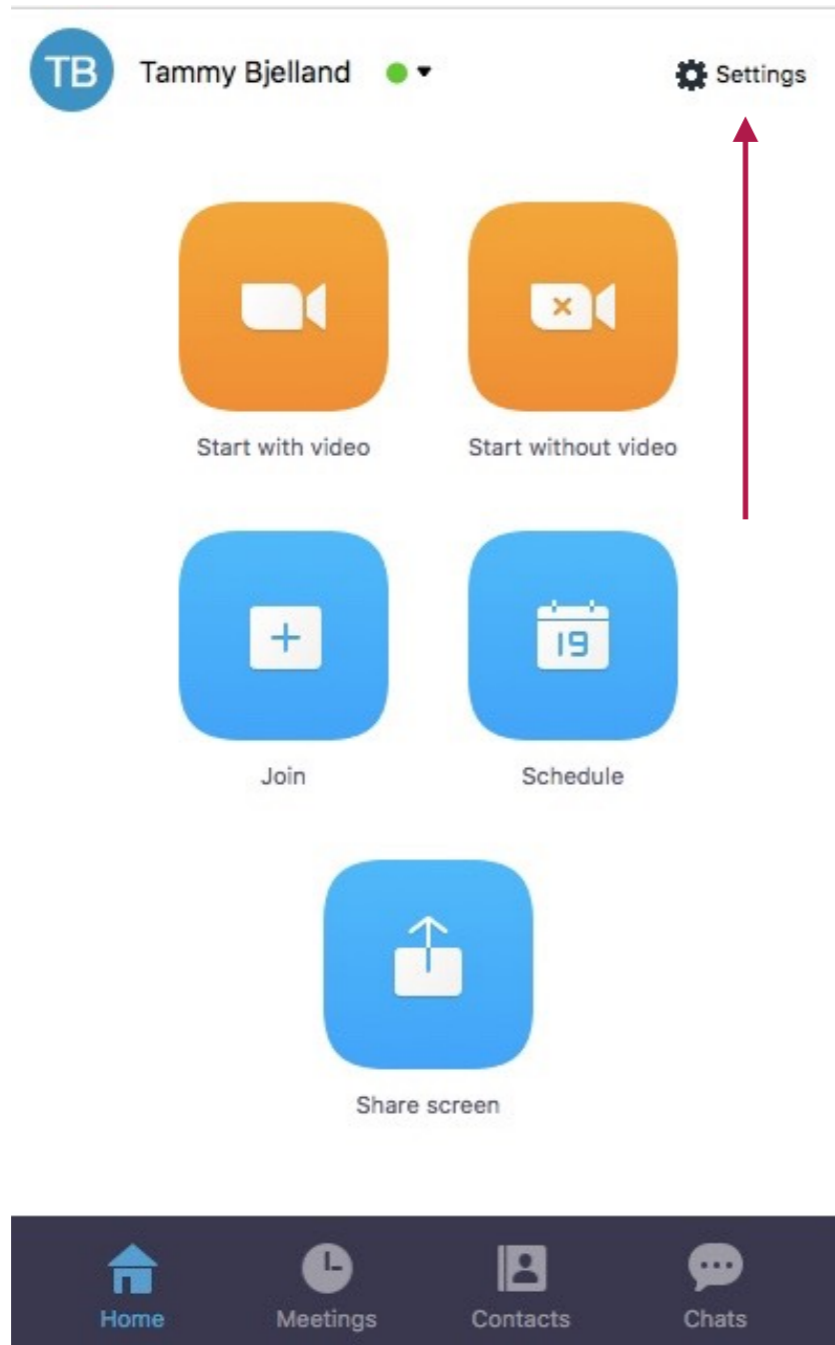 TB Tammy Bjelland Settings
Start with video Start without video
19
Join Schedule
Share screen
Home Meetings Contacts Chats